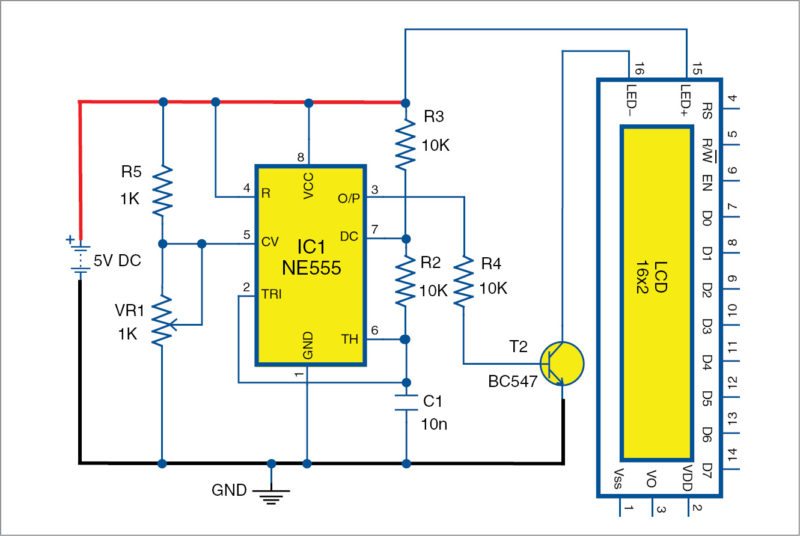 16
15
LED–
LED+
4
RS
5
R/W
6
EN
7
D0
8
D1
9
D2
10
D3
11
D4
12
D5
13
D6
14
D7
LCD
16x2
Vss
VO
VDD
1
3
2
R3
10K
R5
1K
8
VCC
4
R
O/P
3
5
CV
DC
7
IC1
NE555
+
5V DC
2
TRI
R2
10K
R4
10K
VR1
1K
TH
6
GND
1
T2
BC547
C1
10n
GND